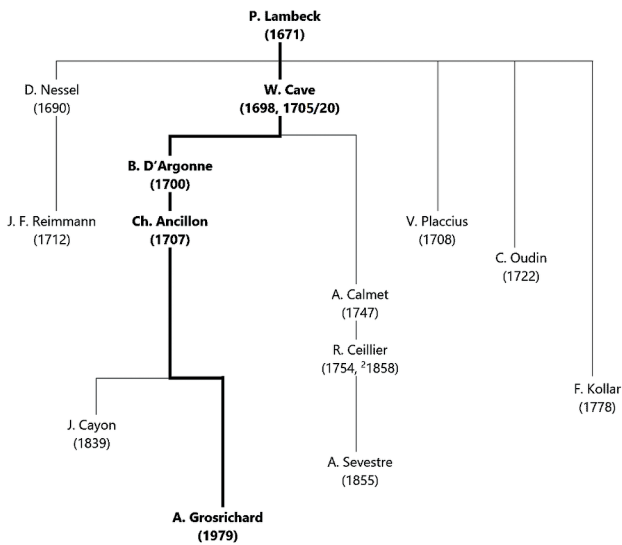 P. Lambeck
(1671)
D. Nessel
(1690)
W. Cave
(1698, 1705/20)
B. D’Argonne
(1700)
J. F. Reimmann
(1712)
Ch. Ancillon
(1707)
V. Placcius
(1708)
C. Oudin
(1722)
A. Calmet
(1747)
R. Ceillier
(1754, ²1858)
F. Kollar
(1778)
J. Cayon
(1839)
A. Sevestre
(1855)
A. Grosrichard
(1979)